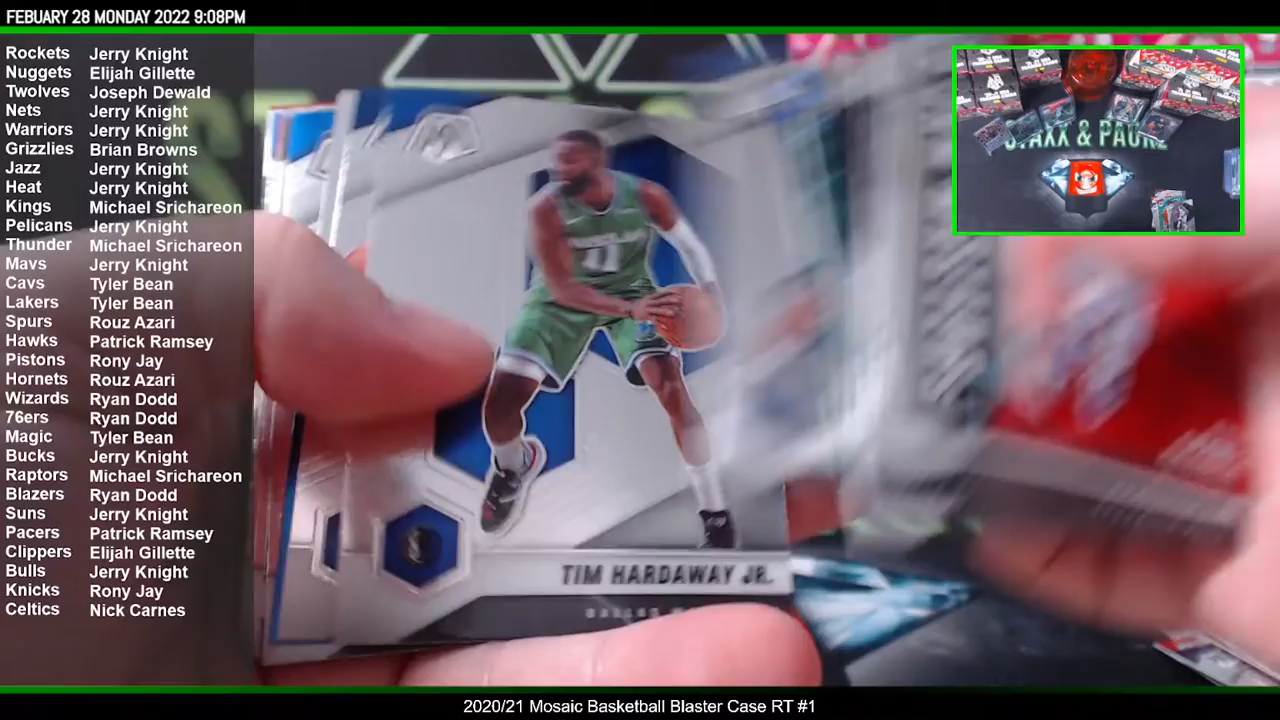 FEBUARY 28 MONDAY 2022 9:08PM
Rockets Jerry Knight
Nuggets Elijah Gillette
Twolves Joseph Dewald
Nets Jerry Knight
Warriors Jerry Knight
Grizzlies Brian Browns
Jazz Jerry Knight
Heat Jerry Knight
Kings Michael Srichareon
Pelicans Jerry Knight
Thunder Michael Srichareon
Mavs Jerry Knight
Cavs Tyler Bean
Lakers Tyler Bean
Spurs Rouz Azari
Hawks Patrick Ramsey
Pistons Rony Jay
Hornets Rouz Azari
Wizards Ryan Dodd
76ers Ryan Dodd
Magic Tyler Bean
Bucks Jerry Knight
Raptors Michael Srichareon
Blazers Ryan Dodd
Suns Jerry Knight
Pacers Patrick Ramsey
Clippers Elijah Gillette
Bulls Jerry Knight
Knicks Rony Jay
Celtics Nick Carnes
11
TIM HARDAWAY JR.
2020/21 Mosaic Basketball Blaster Case RT #1